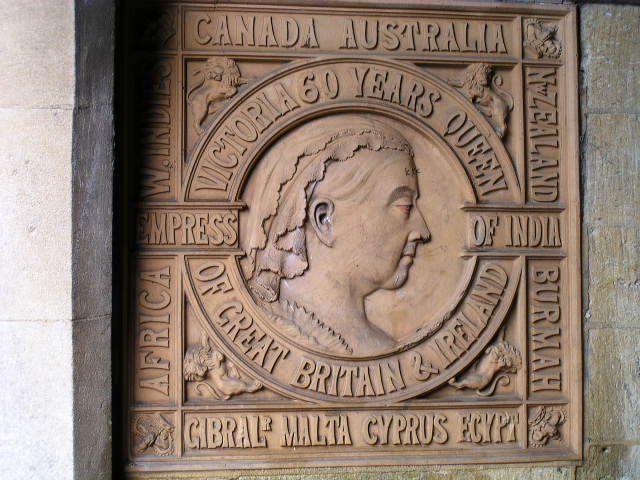 CANADA AUSTRALIA
W. INDIES
NW ZEALAND
VICTORIA 60 YEARS QUEEN
EMPRESS
OF INDIA
OF GREAT BRITAIN & IRELAND
AFRICA
BURMAH
GIBRALR MALTA CYPRUS EGYPT